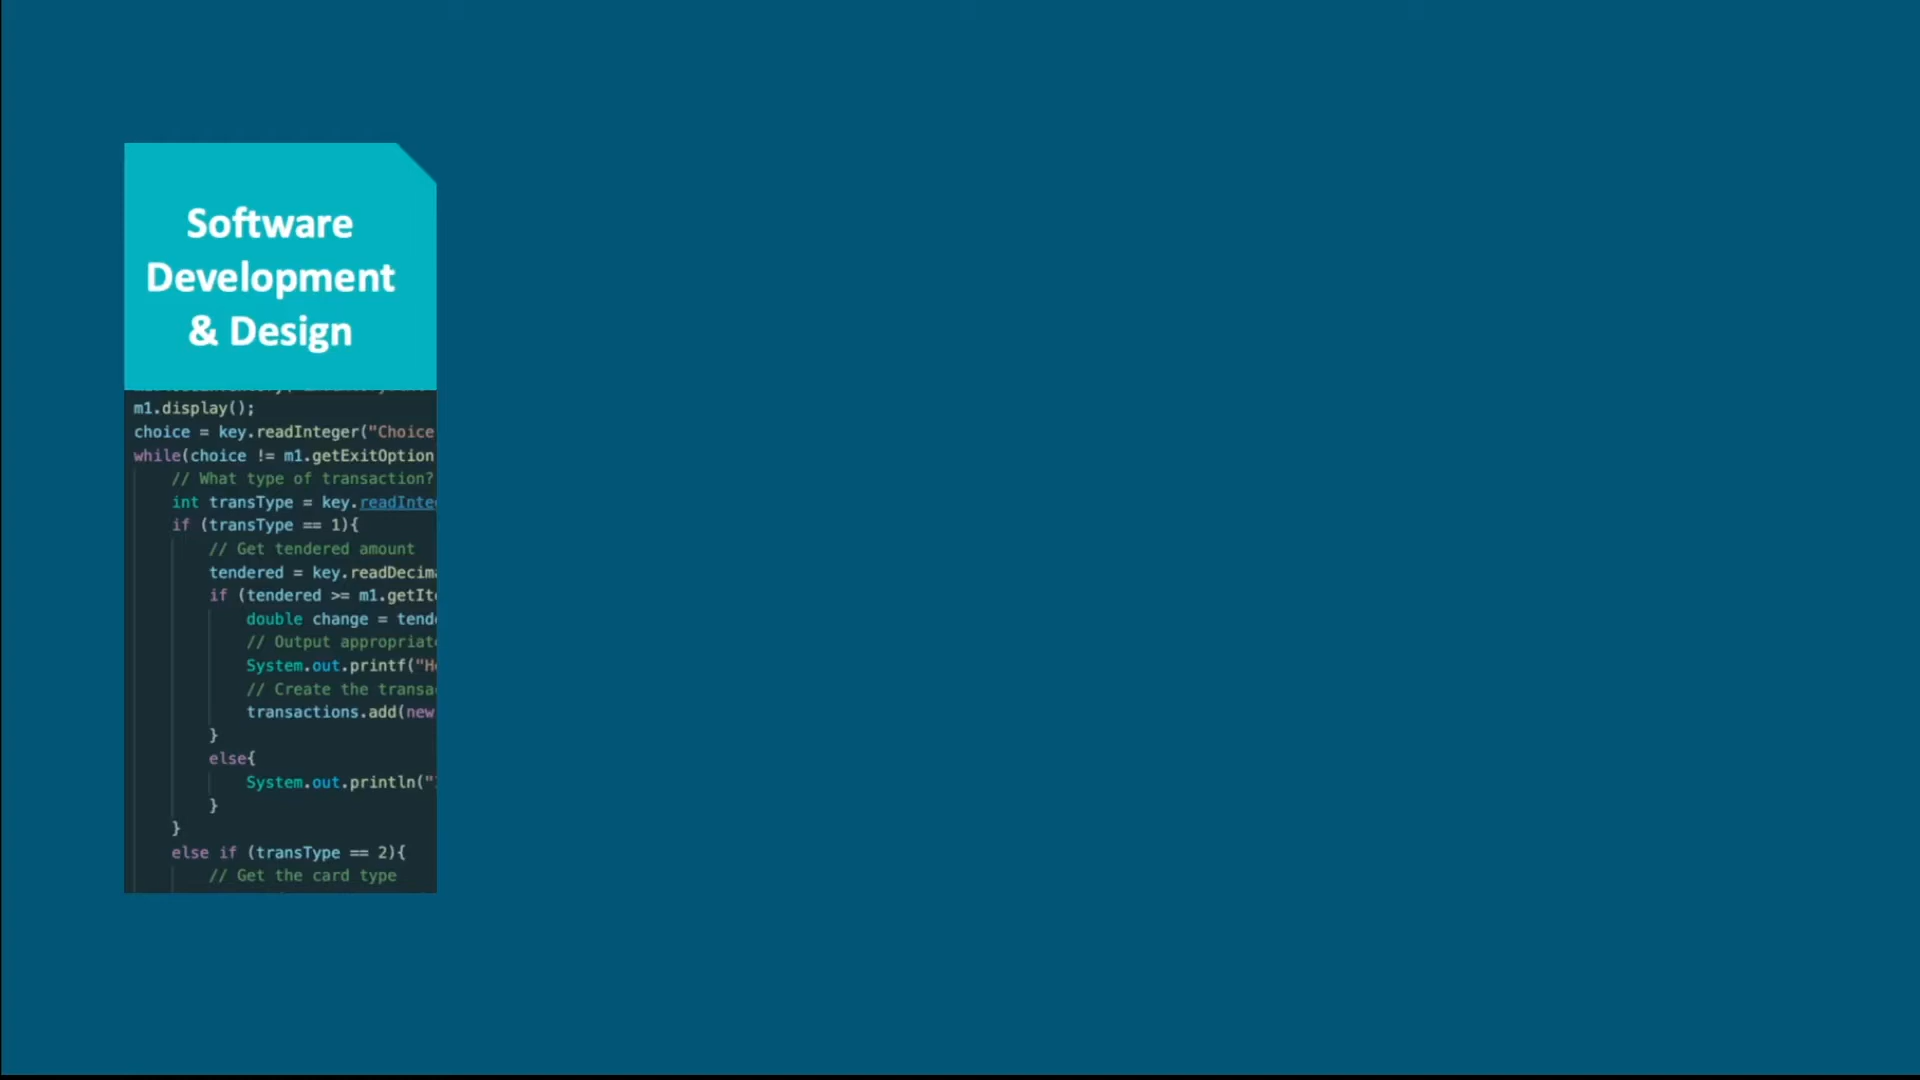 Software
Development
& Design
m1.display();
choice = key.readInteger("Choice
while(choice != m1.getExitOption
// What type of transaction?
int transType = key.readInte
if (transType == 1){
// Get tendered amount
tendered = key.readDecim
if (tendered >= m1.getIt
double change = tend
// Output appropriat
System.out.printf("H
// Create the transa
transactions.add(new
}
else{
System.out.println("
}
}
else if (transType == 2){
// Get the card type